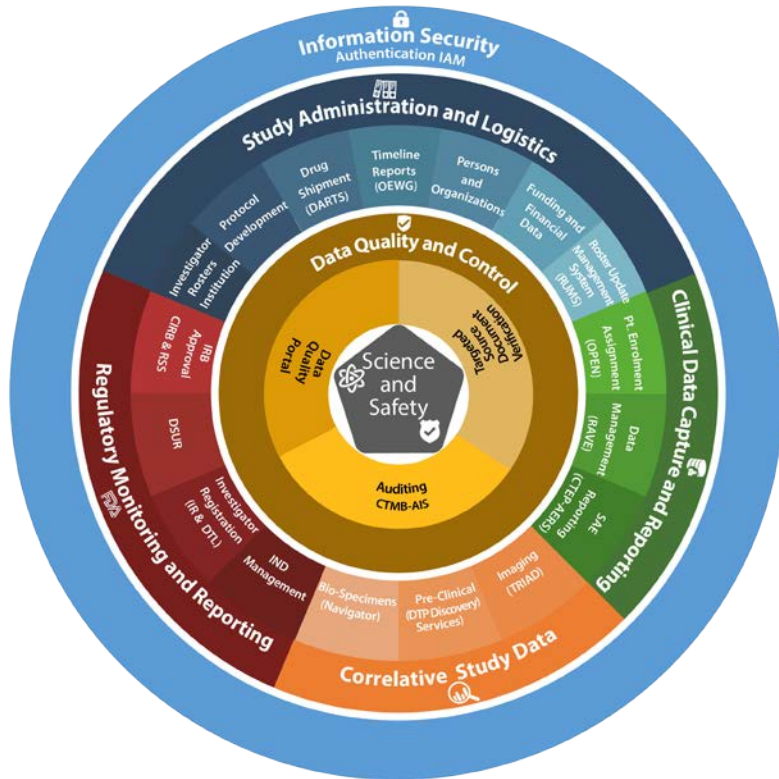 Information Security
Authentication IAM
Study Administration and Logistics
Investigator
Rosters
Institution
Protocol
Development
Drug
Shipment
(DARTS)
Timeline
Reports
(OEWG)
Persons
and
Organizations
Funding and
Financial
Data
Roster Update
Management
System
(RUMS)
Clinical Data Capture and Reporting
Pt. Enrolment
Assignment
(OPEN)
Data
Management
(RAVE)
SAE
Reporting
(CTEP-AERS)
Correlative Study Data
Imaging
(TRIAD)
Pre-Clinical
(DTP Discovery)
Services)
Bio-Specimens
(Navigator)
Regulatory Monitoring and Reporting
FDA
IND
Management
Investigator
Registration
(IR & DTL)
DSUR
IRB
Approval
CIRB & RSS
Data Quality and Control
Data
Quality
Portal
Targeted
Source
Document
Verification
Auditing
CTMB-AIS
Science
and
Safety